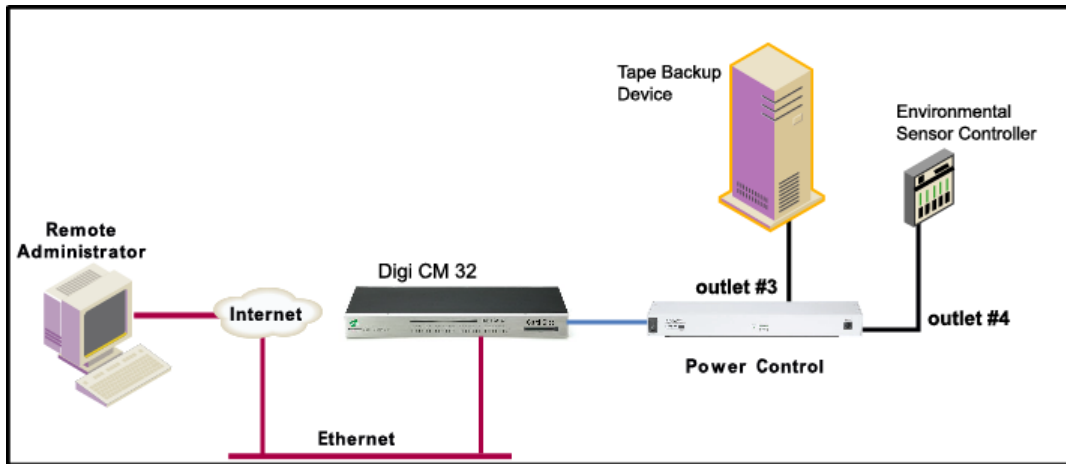 Tape Backup
Device
Environmental
Sensor Controller
Remote
Administrator
Digi CM 32
Internet
outlet #3
outlet #4
Power Control
Ethernet